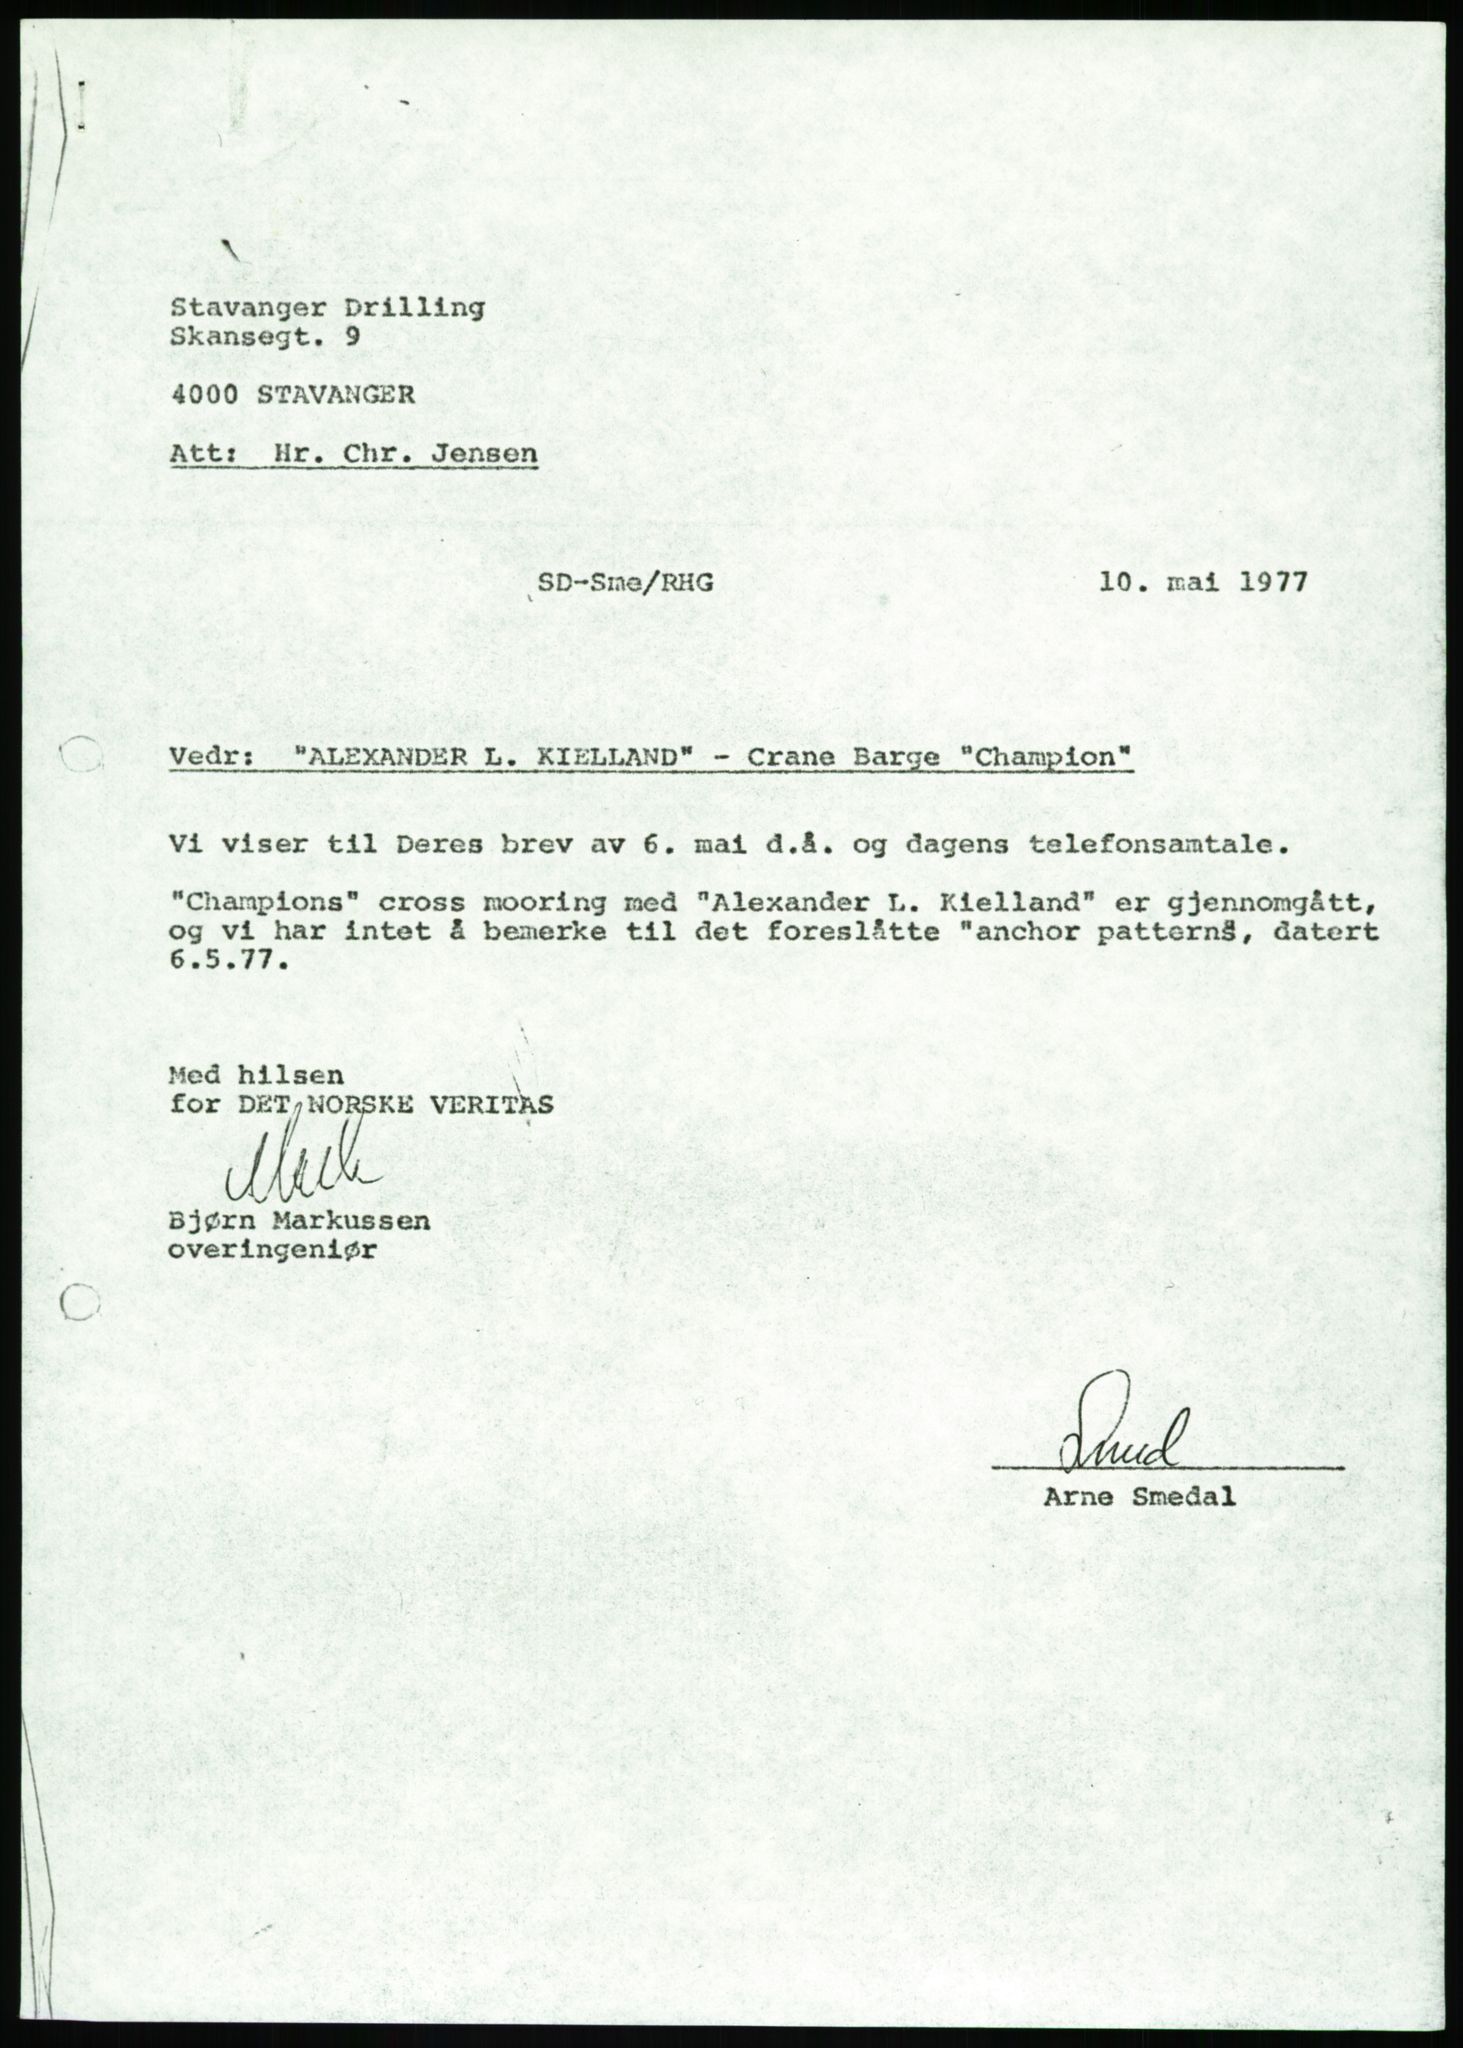 Stavanger Drilling
Skansegt. 9
4000 STAVANGER
Att: Hr. Chr. Jensen
SD-Sme/RHG 10. mai 1977
Vedr: "ALEXANDER L. KIELLAND" - Crane Barge "Champion"
Vi viser til Deres brev av 6. mai d.å. og dagens telefonsamtale.
"Champions" cross mooring med "Alexander L. Kielland" er gjennomgått,
og vi har intet å bemerke til det foreslåtte "anchor pattern", datert
6.5.77.
Med hilsen
for DET NORSKE VERITAS
Bjørn Markussen
overingeniør
Arne Smedal